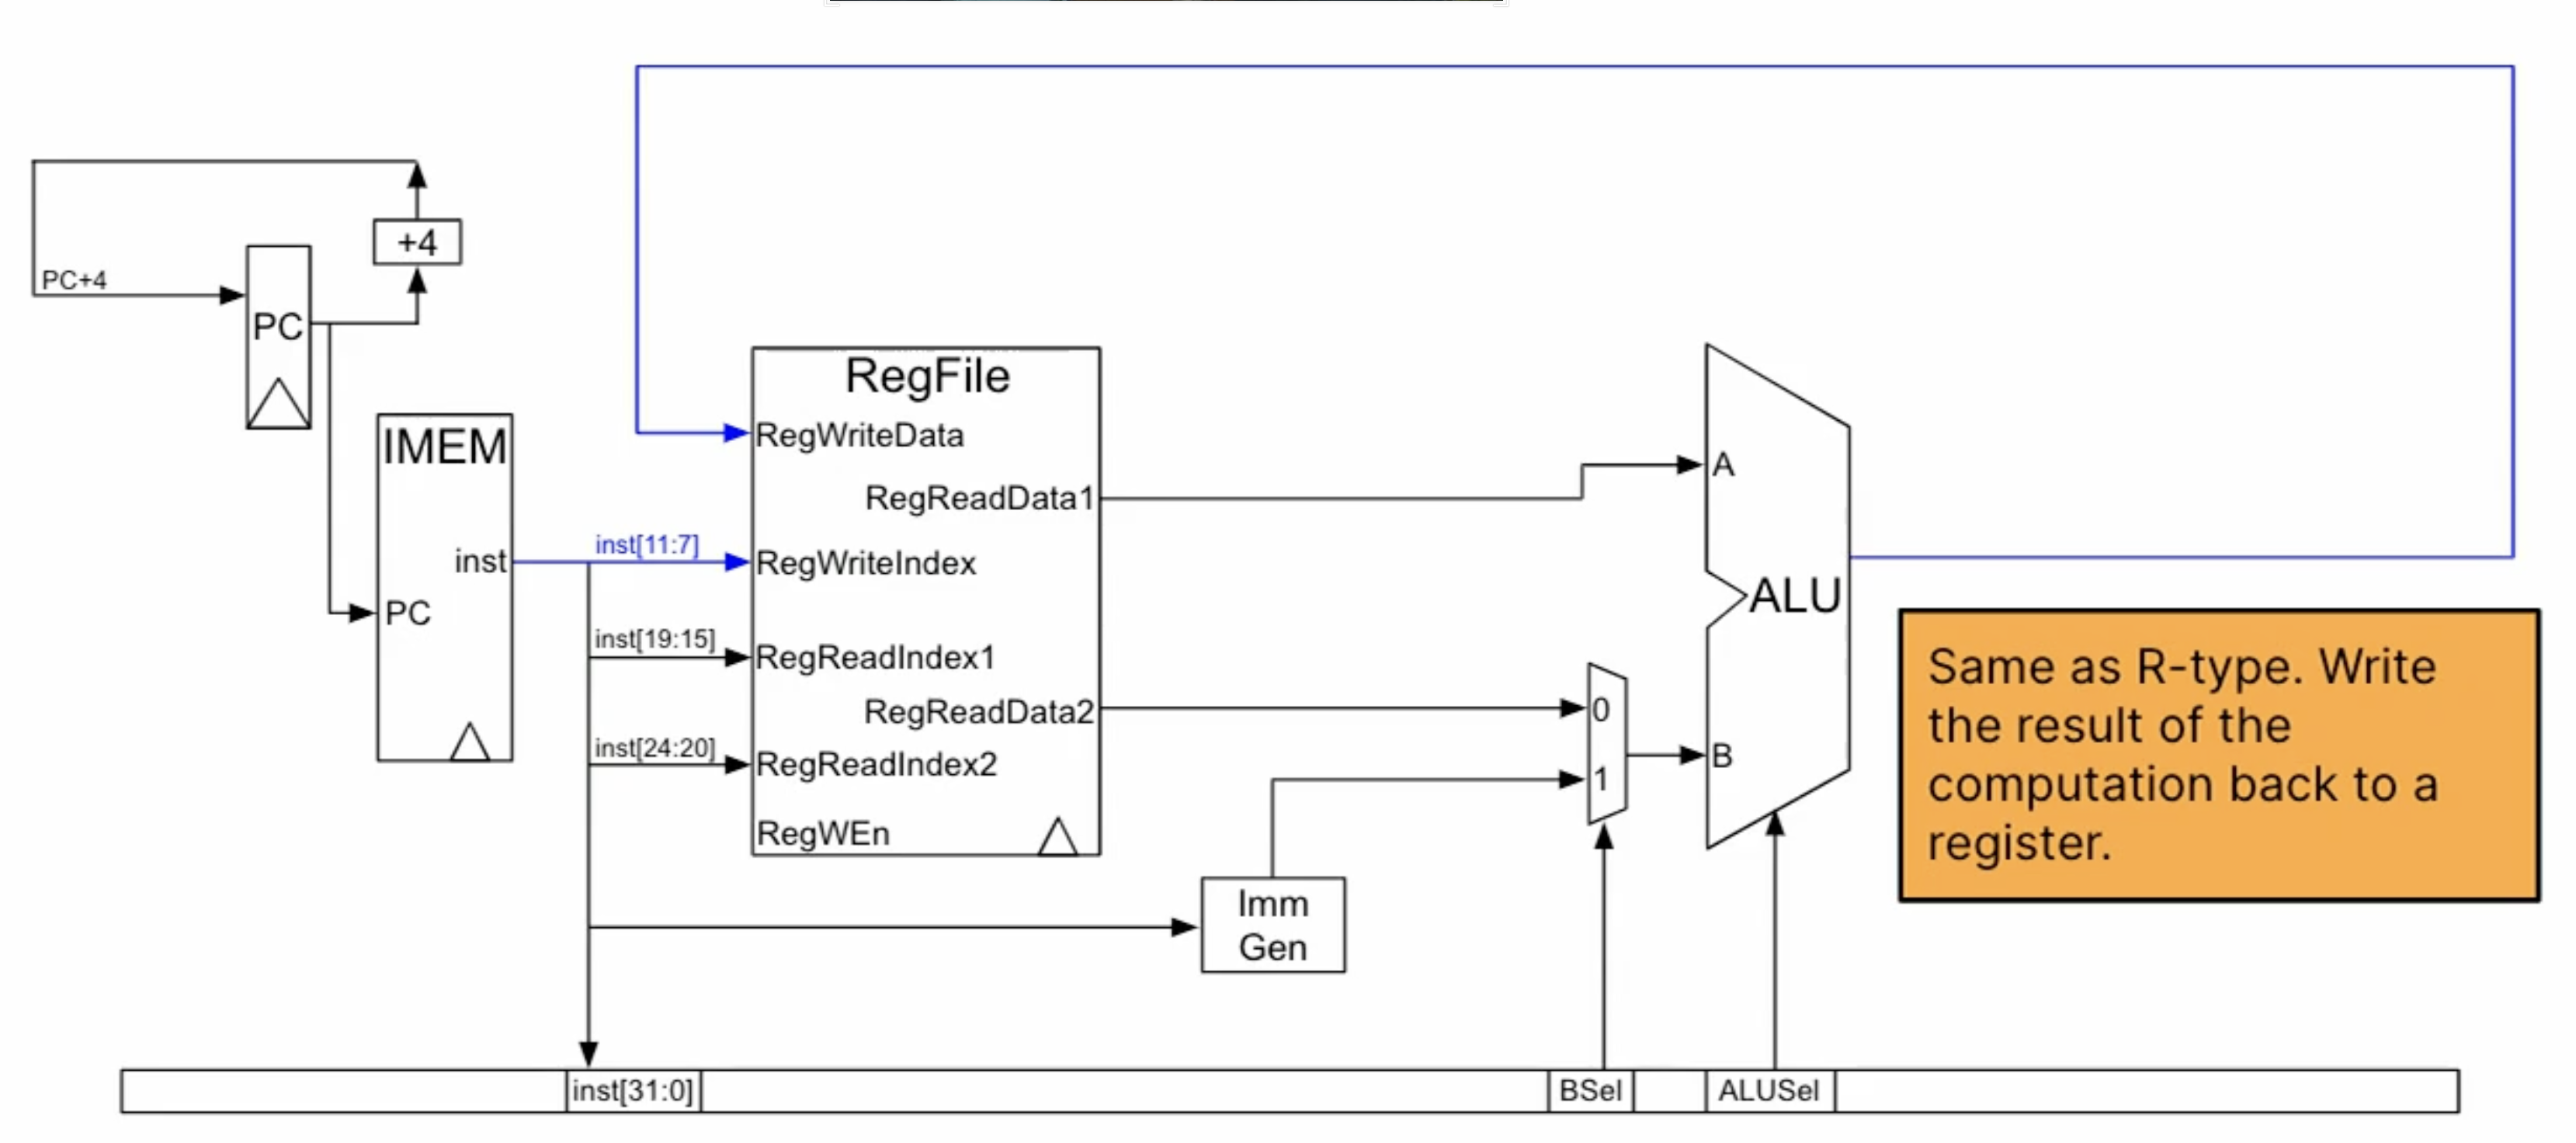 PC+4
+4
PC
IMEM
inst
PC
inst[11:7]
inst[19:15]
inst[24:20]
RegFile
RegWriteData
RegReadData1
RegWriteIndex
RegReadIndex1
RegReadData2
RegReadIndex2
RegWEn
Imm
Gen
0
1
A
B
ALU
Same as R-type. Write
the result of the
computation back to a
register.
inst[31:0]
BSel
ALUSel